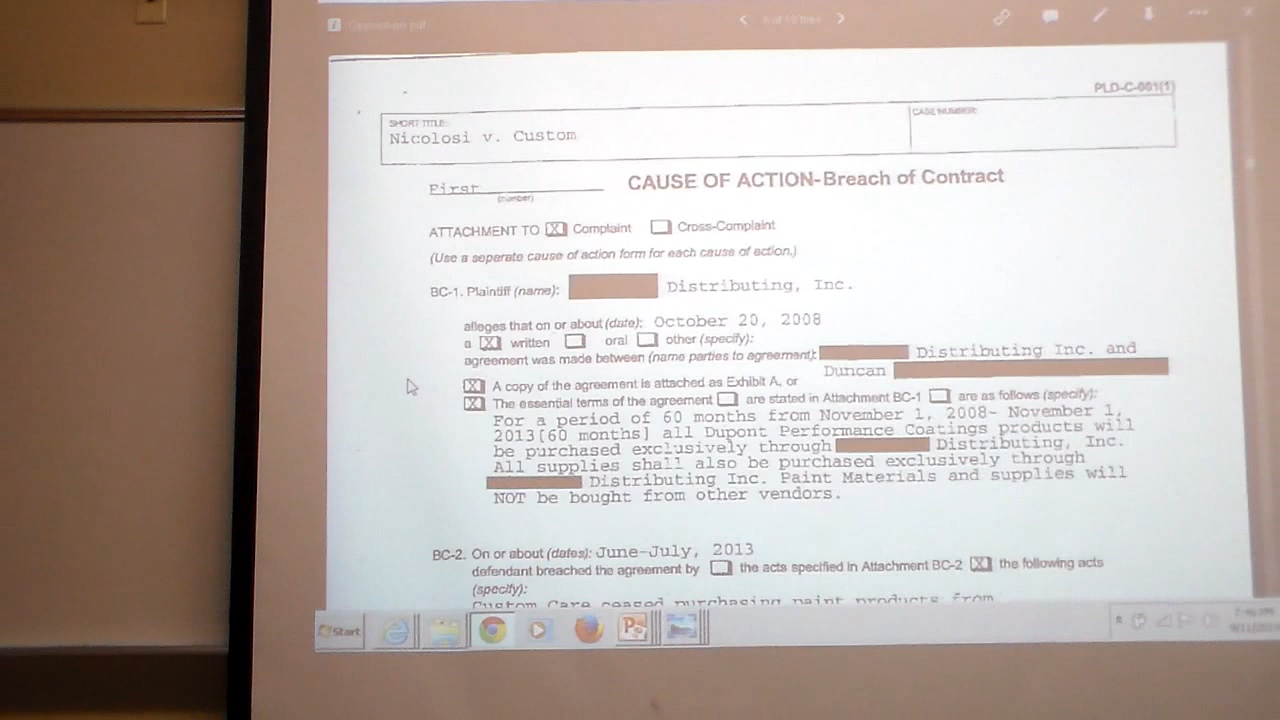 PLD-C-001(1)
SHORT TITLE:
CASE NUMBER:
Nicolosi v. Custom
First
(number)
CAUSE OF ACTION-Breach of Contract
ATTACHMENT TO X Complaint Cross-Complaint
(Use a separate cause of action form for each cause of action.)
BC-1. Plaintiff (name): Distributing, Inc.
alleges that on or about (date): October 20, 2008
a X written oral other (specify):
agreement was made between (name parties to agreement): Distributing Inc. and
Duncan
X A copy of the agreement is attached as Exhibit A, or
X The essential terms of the agreement are stated in Attachment BC-1 are as follows (specify):
For a period of 60 months from November 1, 2008- November 1,
2013[60 months] all Dupont Performance Coatings products will
be purchased exclusively through Distributing, Inc.
All supplies shall also be purchased exclusively through
Distributing Inc. Paint Materials and supplies will
NOT be bought from other vendors.
BC-2. On or about (dates): June-July, 2013
defendant breached the agreement by the acts specified in Attachment BC-2 X the following acts
(specify):
Custom Care ceased purchasing paint products from
Start